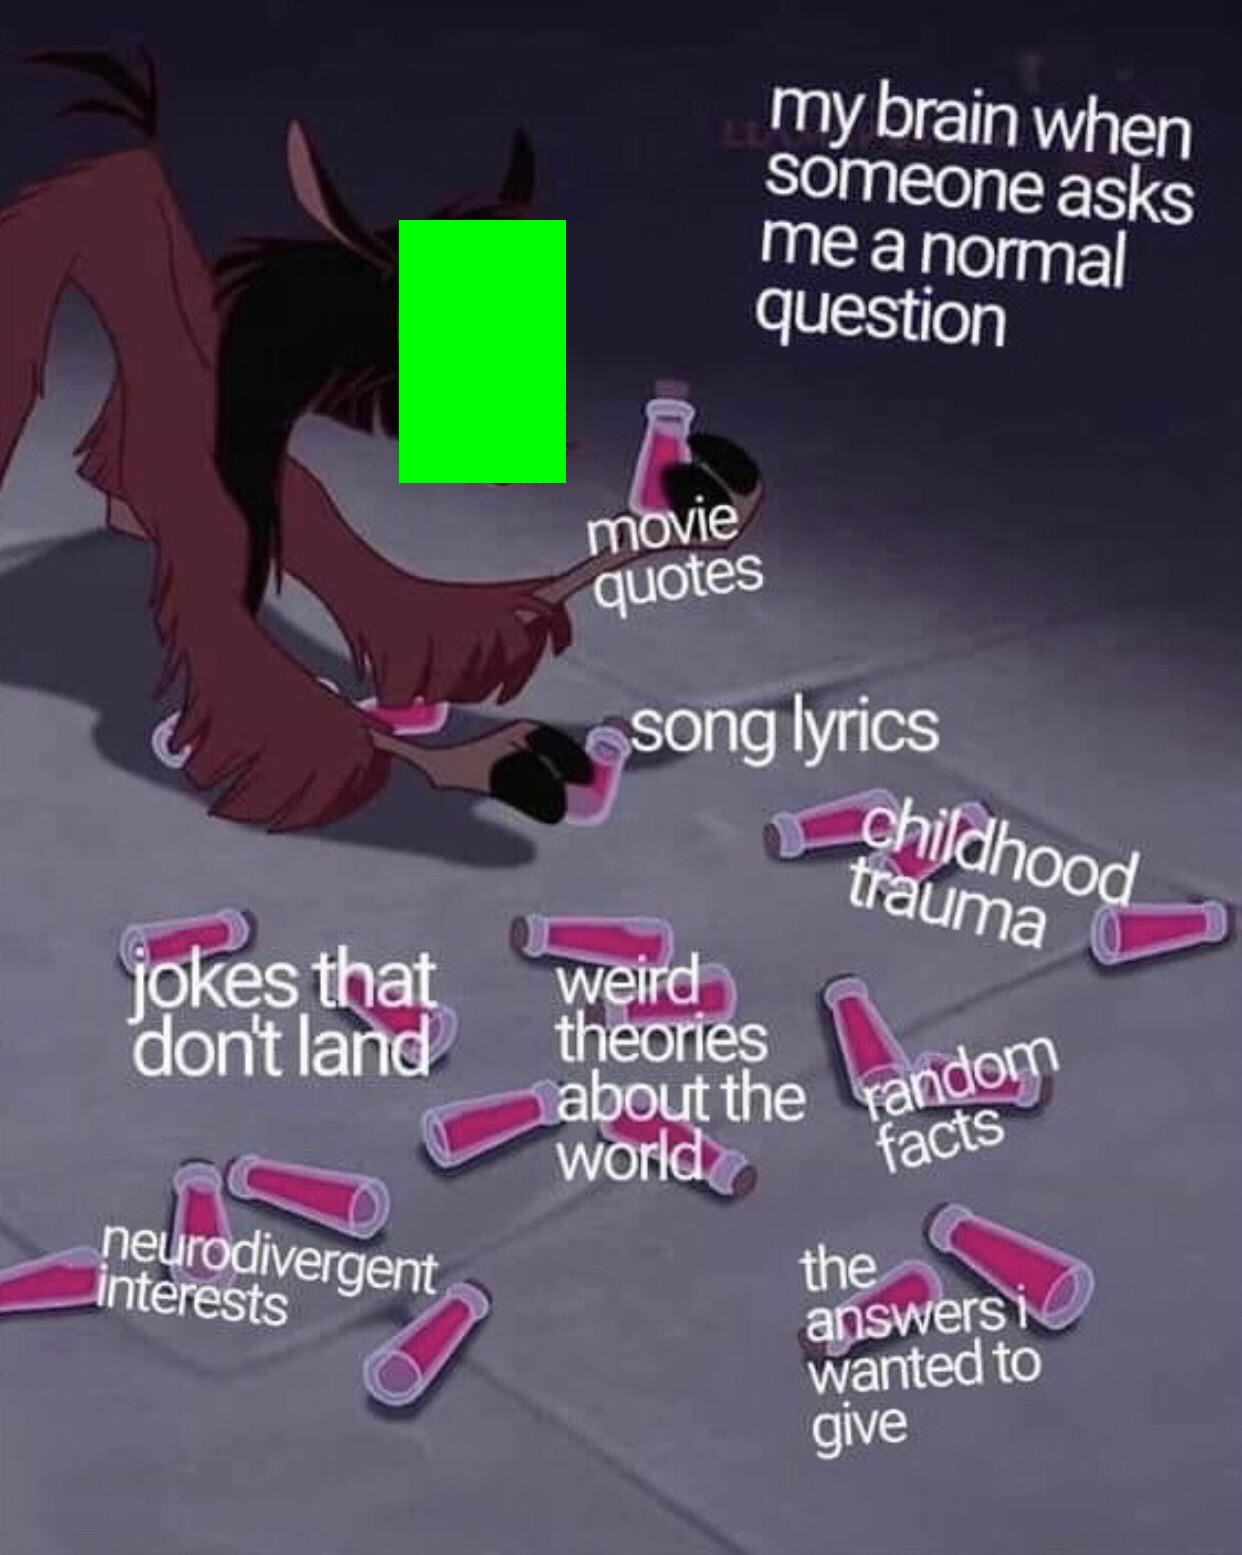 my brain when
someone asks
me a normal
question
movie
quotes
song lyrics
childhood
trauma
jokes that
don't land
weird
theories
about the
world
random
facts
neurodivergent
interests
the
answers i
wanted to
give